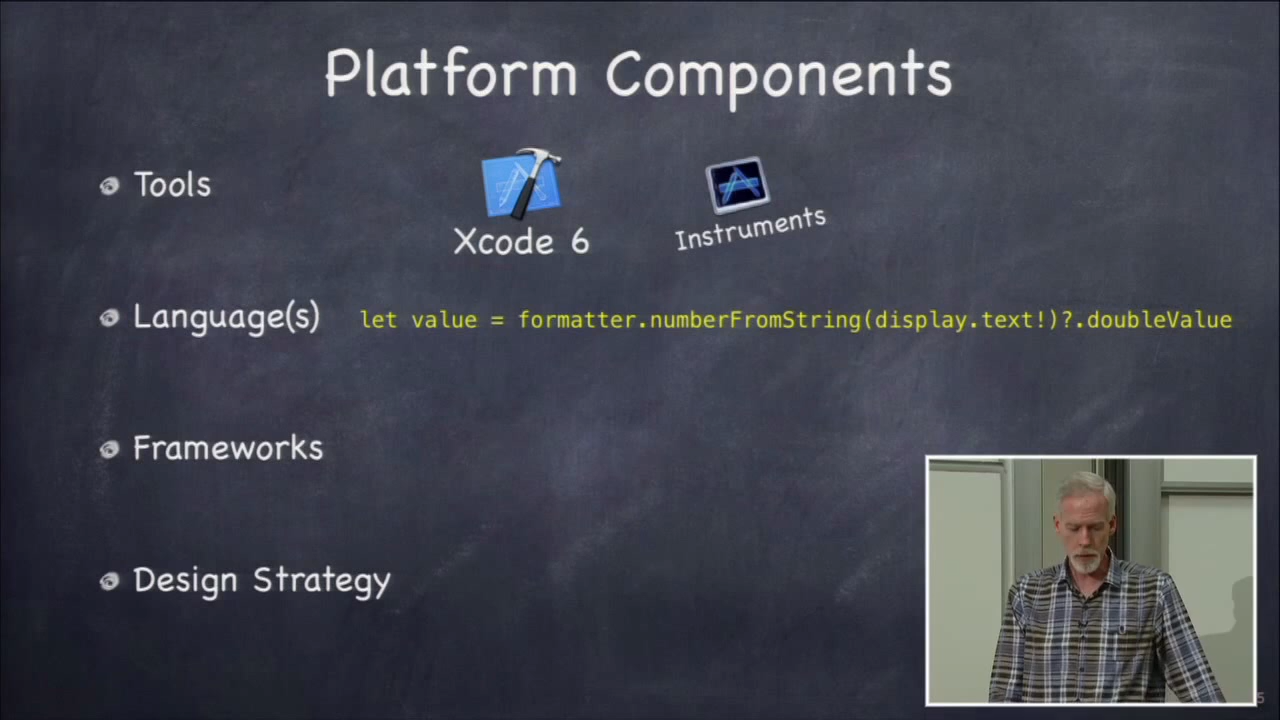 Platform Components
Tools
Xcode 6
Instruments
Language(s)
let value = formatter.numberFromString(display.text!)?.doubleValue
Frameworks
Design Strategy